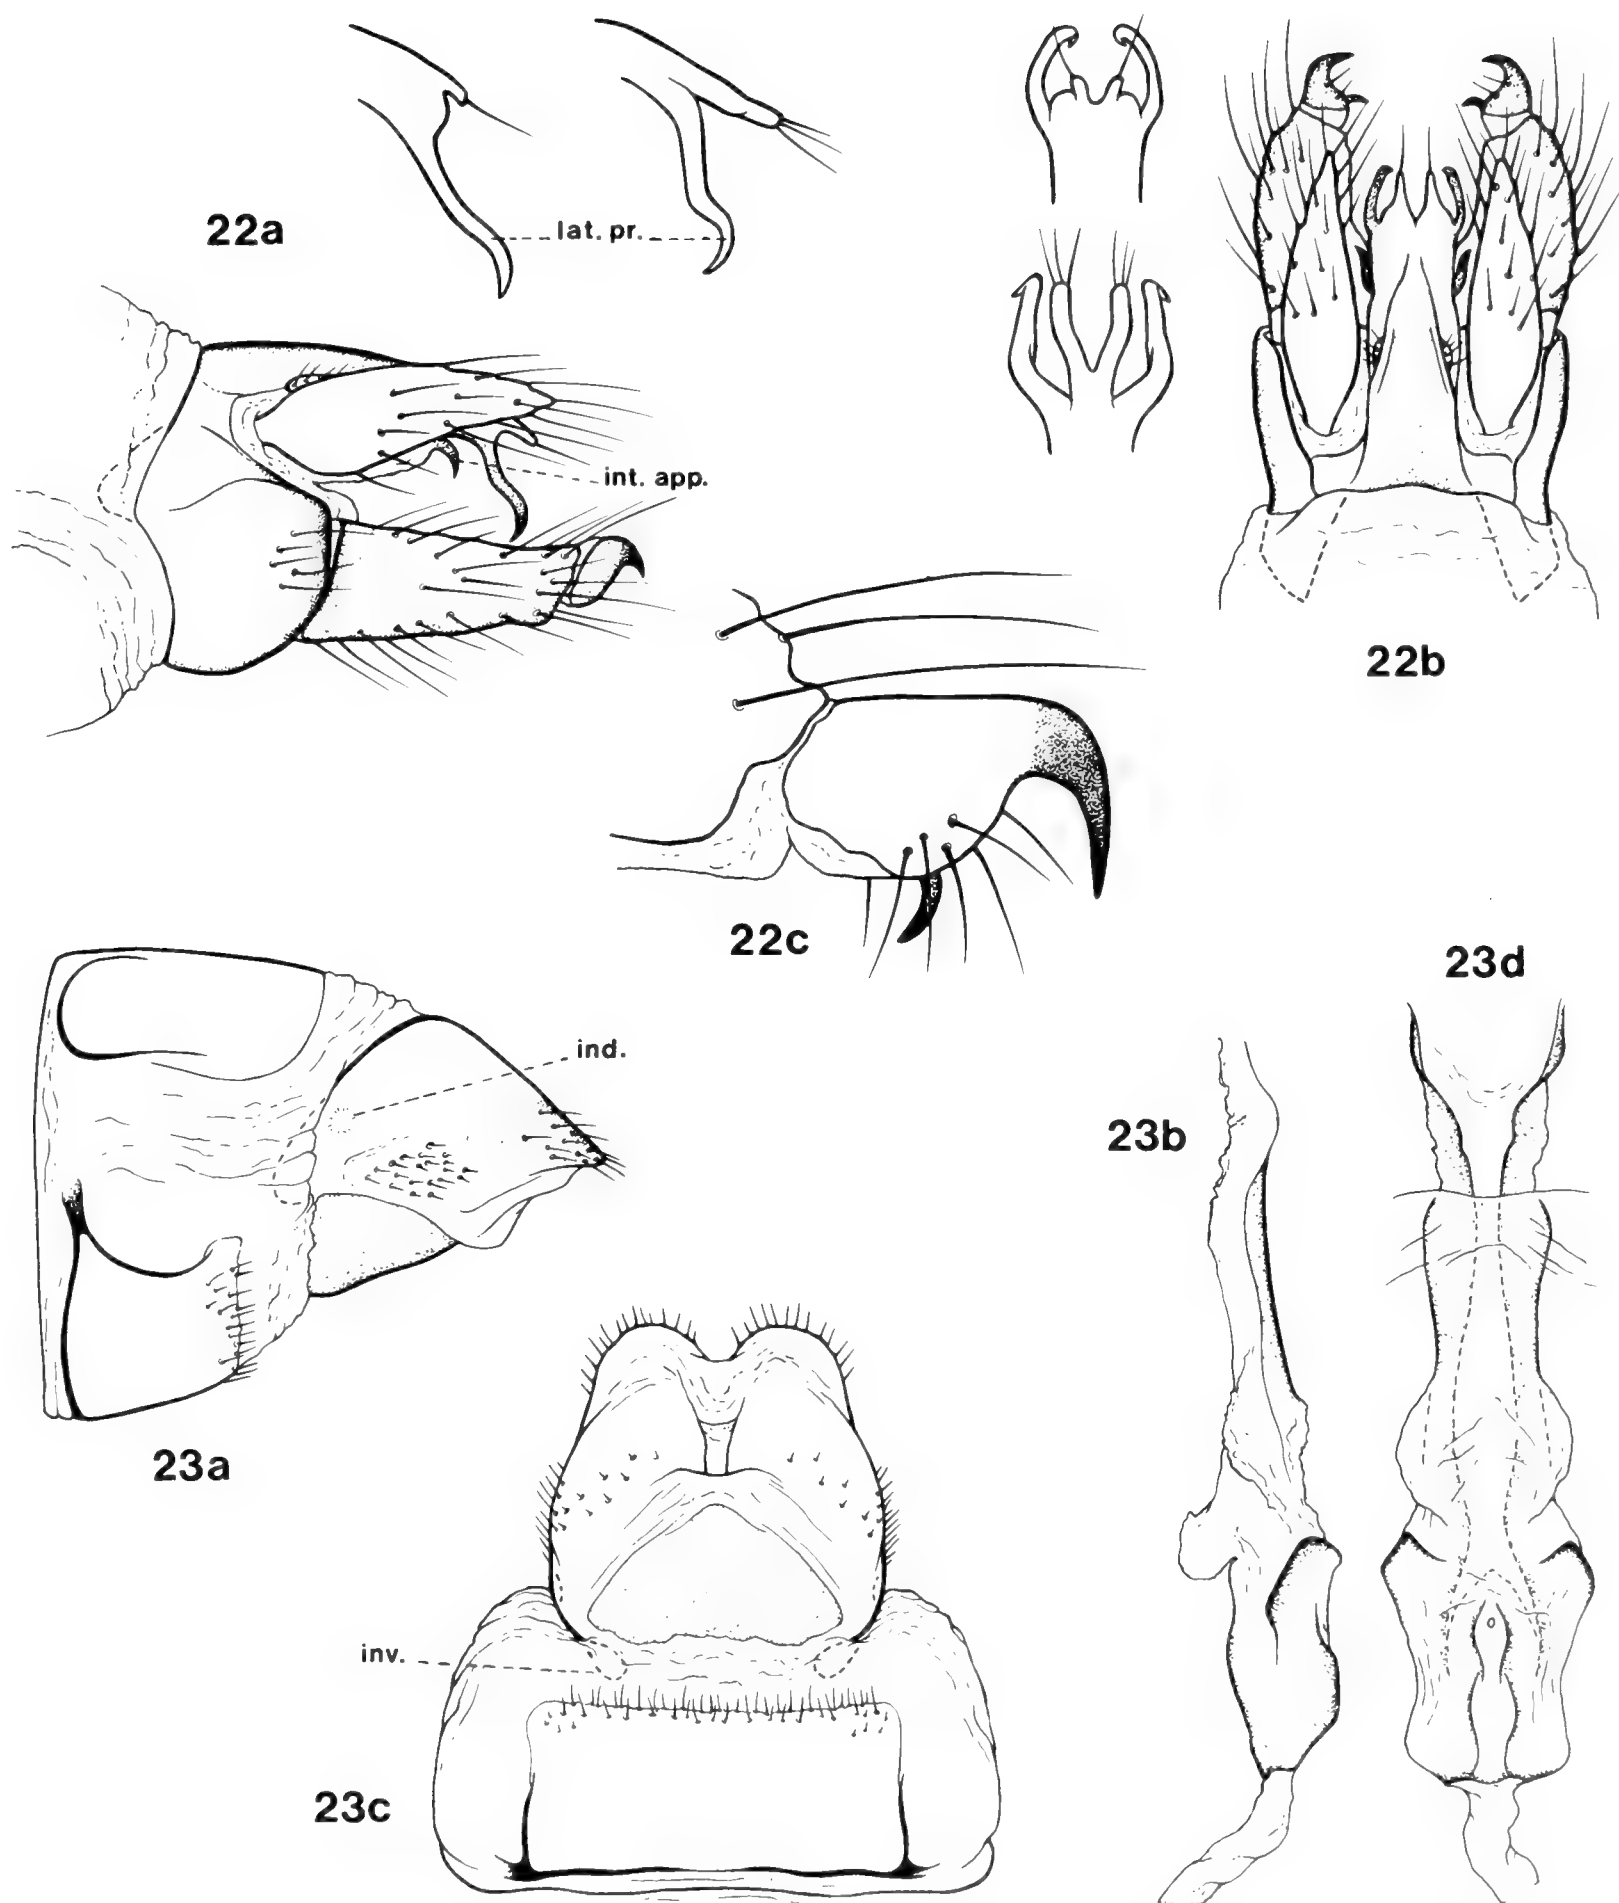 22a
lat. pr.
int. app.
22b
22c
23d
ind.
23b
23a
inv.
23c